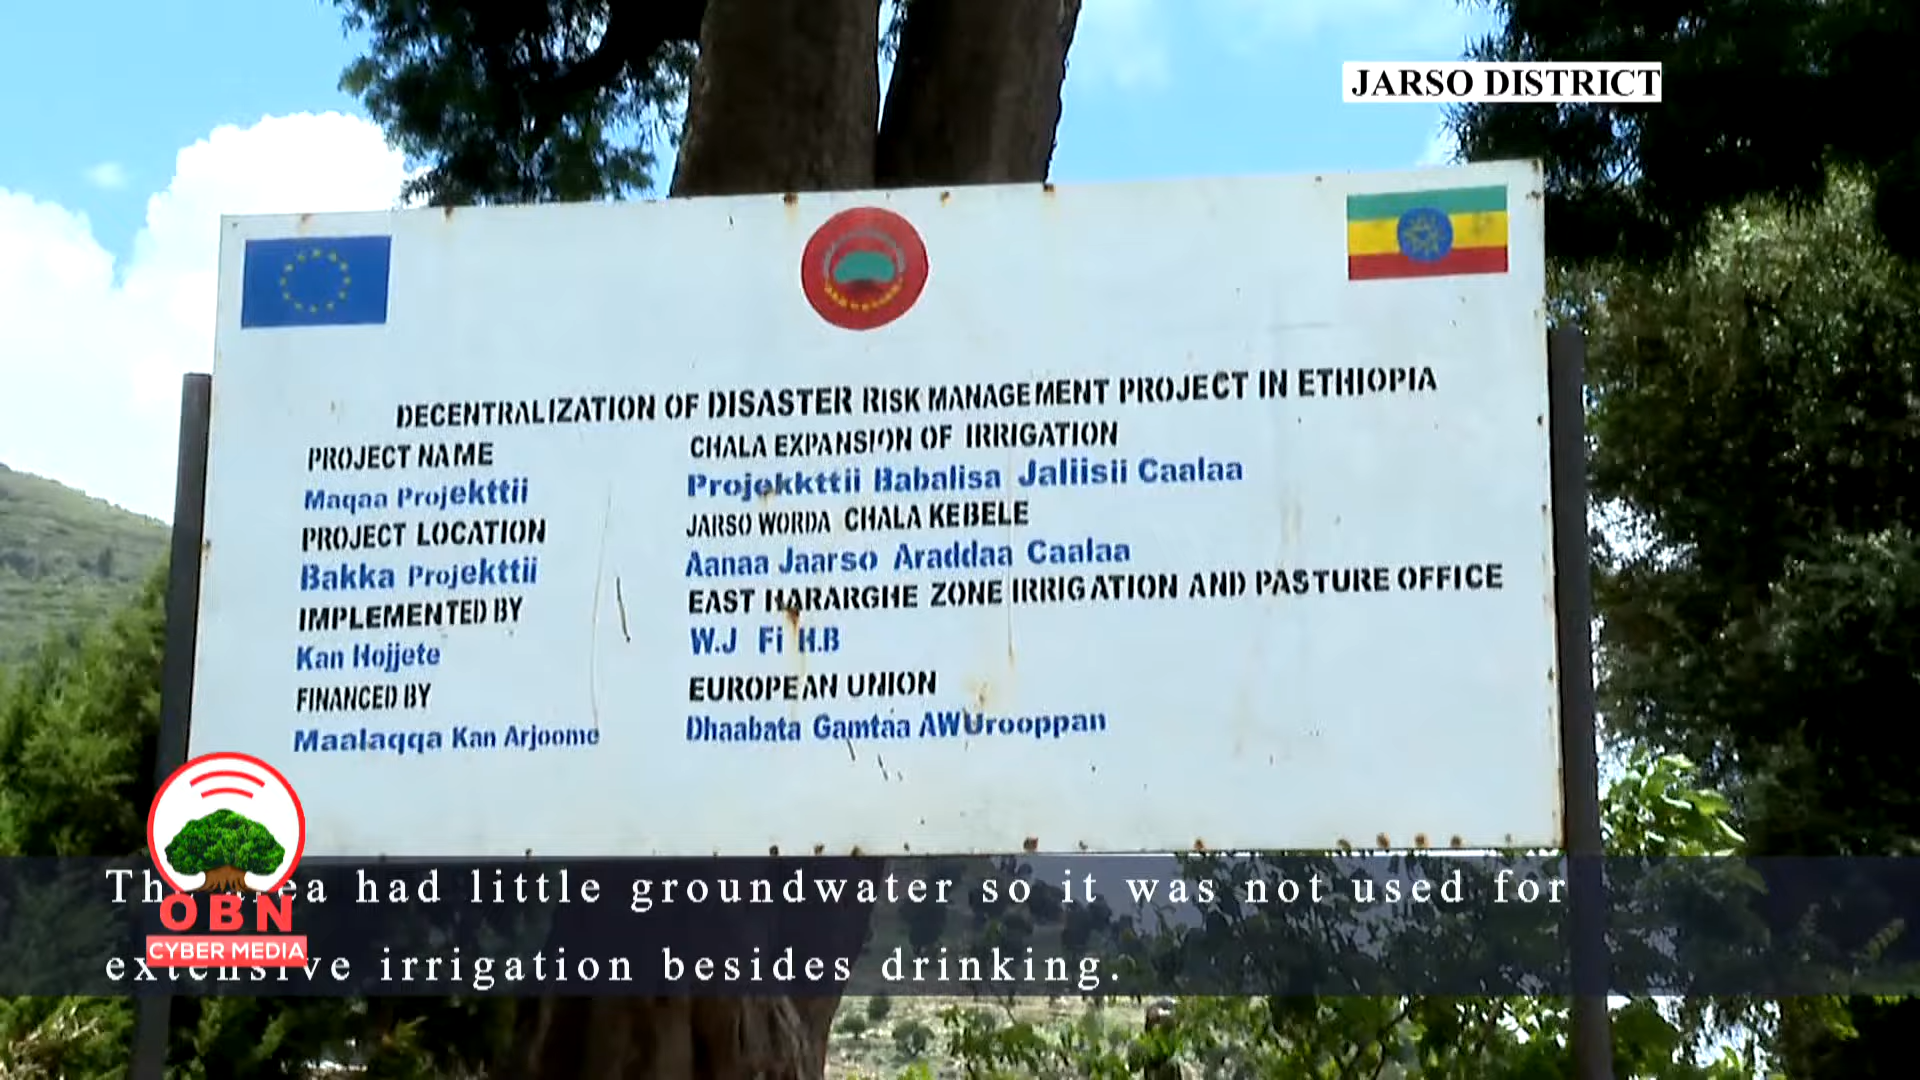 JARSO DISTRICT
DECENTRALIZATION OF DISASTER RISK MANAGEMENT PROJECT IN ETHIOPIA
PROJECT NAME CHALA EXPANSION OF IRRIGATION
Maqaa Projekttii Projekkttii Babalisa Jaliisii Caalaa
PROJECT LOCATION JARSO WORDA CHALA KEBELE
Bakka Projekttii Aanaa Jaarso Araddaa Caalaa
IMPLEMENTED BY EAST HARARGHE ZONE IRRIGATION AND PASTURE OFFICE
Kan Hojjete W.J Fi H.B
FINANCED BY EUROPEAN UNION
Maalaqqa Kan Arjoome Dhaabata Gamtaa AWUrooppan
had little groundwater so it was not used for
extensive irrigation besides drinking.
OBN
CYBER MEDIA